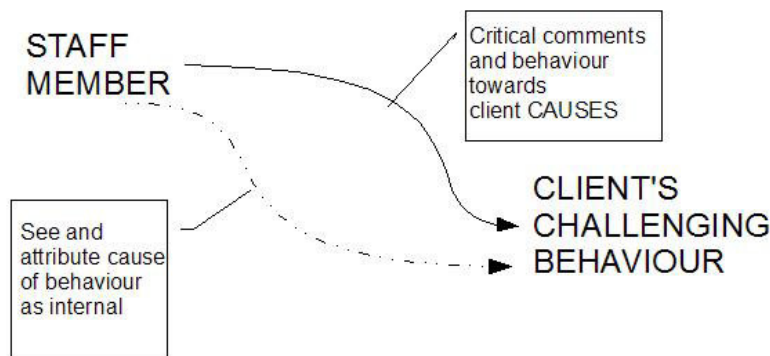 STAFF
MEMBER
Critical comments
and behaviour
towards
client CAUSES
See and
attribute cause
of behaviour
as internal
CLIENT'S
CHALLENGING
BEHAVIOUR